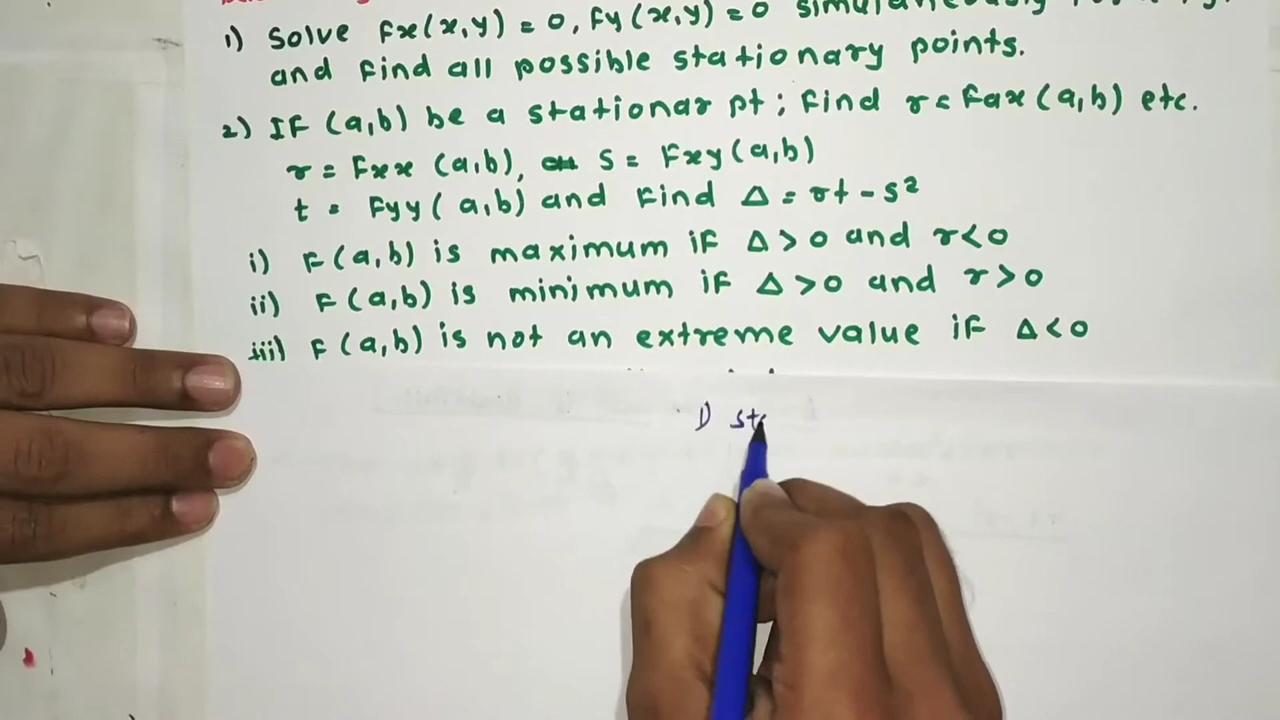 1) Solve Fx(x,y) = 0, Fy(x,y) = 0 simultaneously
and find all possible stationary points.
2) IF (a,b) be a stationar pt; Find r = Fax (a,b) etc.
r = Fxx (a,b), S = Fxy (a,b)
t = Fyy (a,b) and Find Δ = rt - s²
i) F(a,b) is maximum if Δ > 0 and r < 0
ii) F(a,b) is minimum if Δ > 0 and r > 0
iii) F(a,b) is not an extreme value if Δ < 0
1) st